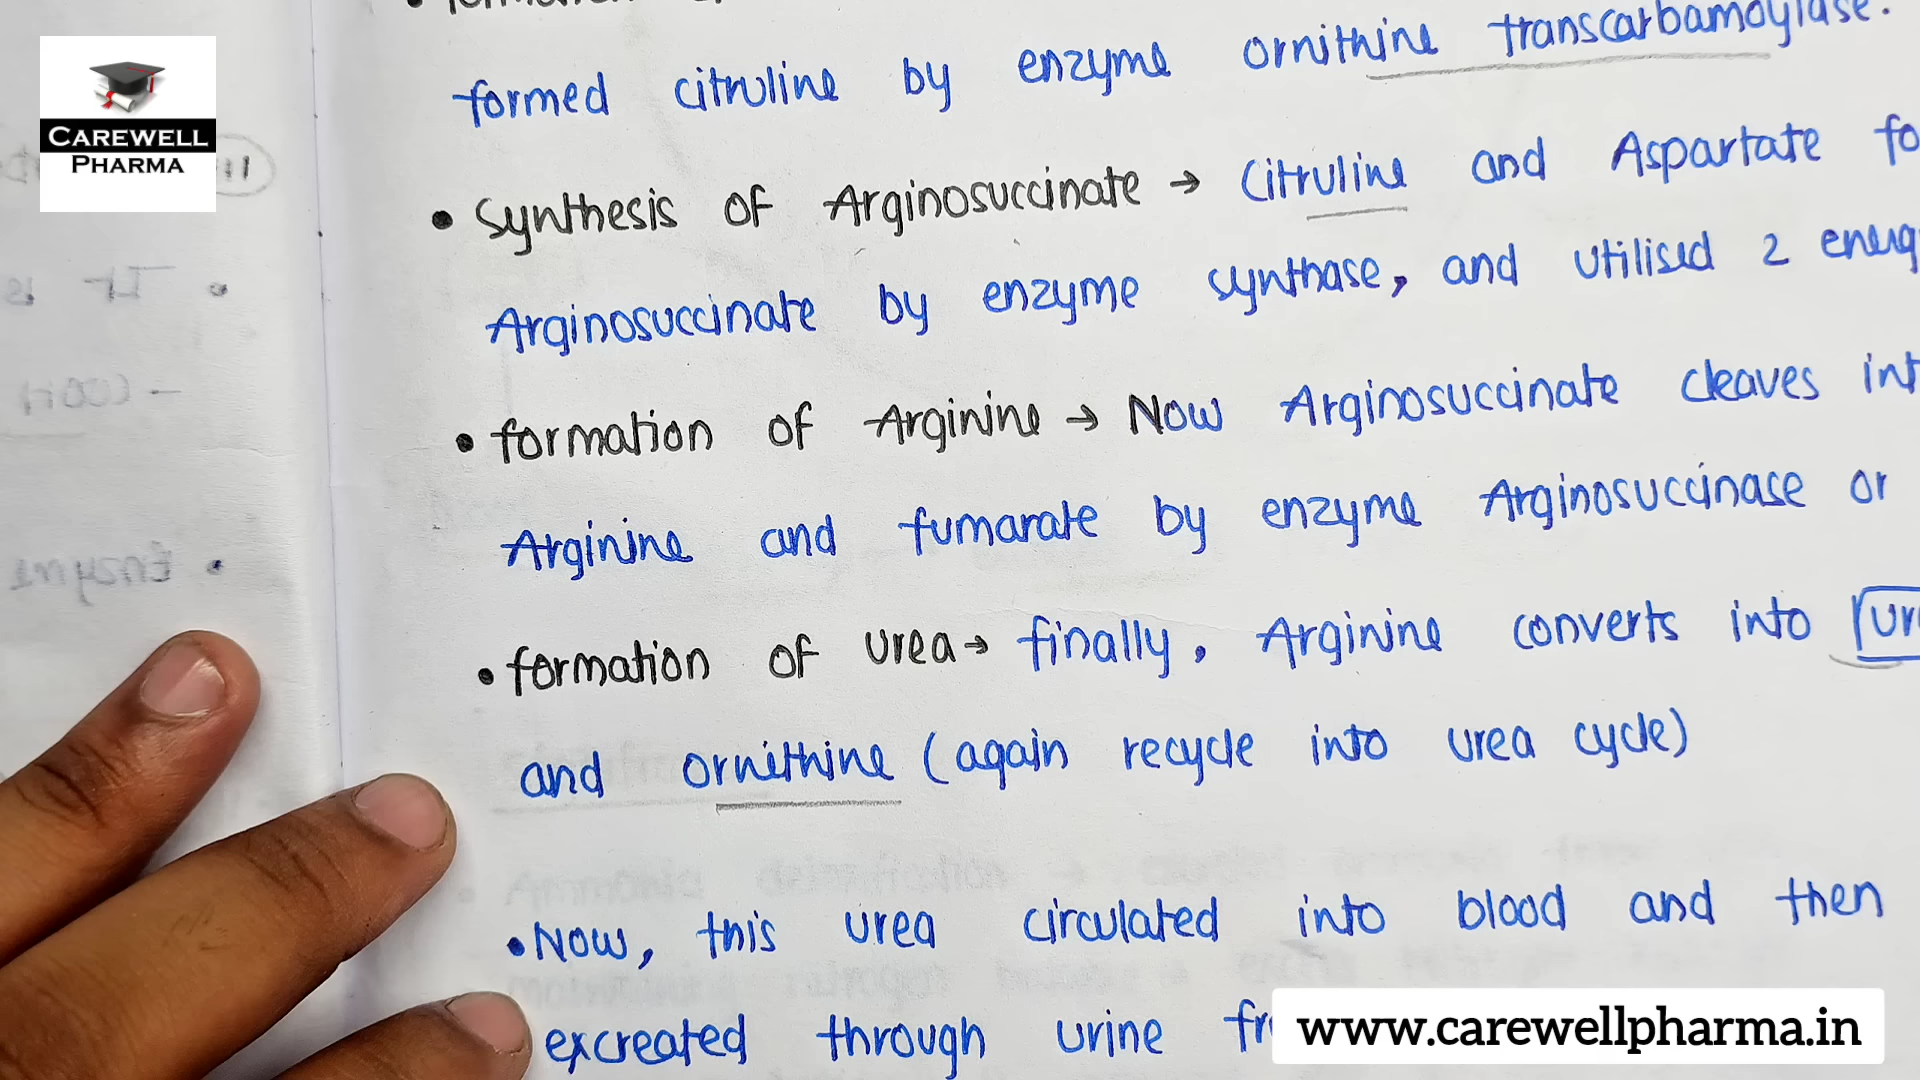 formed citruline by enzyme ornithine transcarbamoylase.
• Synthesis of Arginosuccinate → Citruline and Aspartate fo
Arginosuccinate by enzyme synthase, and utilised 2 energ
• formation of Arginine → Now Arginosuccinate cleaves int
Arginine and fumarate by enzyme Arginosuccinase or
• formation of urea → finally, Arginine converts into ur
and ornithine (again recycle into urea cycle)
• Now, this urea circulated into blood and then
excreated through urine fr
CAREWELL
PHARMA
www.carewellpharma.in